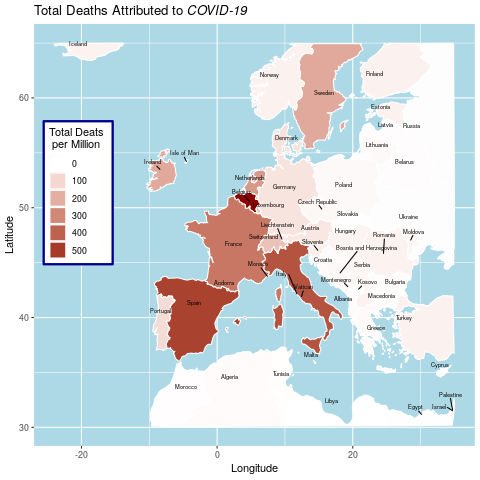 Total Deaths Attributed to COVID-19
Iceland
Norway
Finland
Sweden
Estonia
Latvia
Russia
Denmark
Lithuania
Isle of Man
Ireland
Belarus
Netherlands
Germany
Poland
Belgium
Luxembourg
Czech Republic
Slovakia
Ukraine
Liechtenstein
Austria
Hungary
Romania
Moldova
Switzerland
Slovenia
France
Bosnia and Herzegovina
Croatia
Serbia
Monaco
Italy
Andorra
Montenegro
Kosovo
Bulgaria
Vatican
Spain
Albania
Macedonia
Portugal
Turkey
Greece
Malta
Cyprus
Algeria
Tunisia
Morocco
Palestine
Libya
Egypt
Israel
Total Deats
per Million
0
100
200
300
400
500
60
50
40
30
-20
0
20
Latitude
Longitude